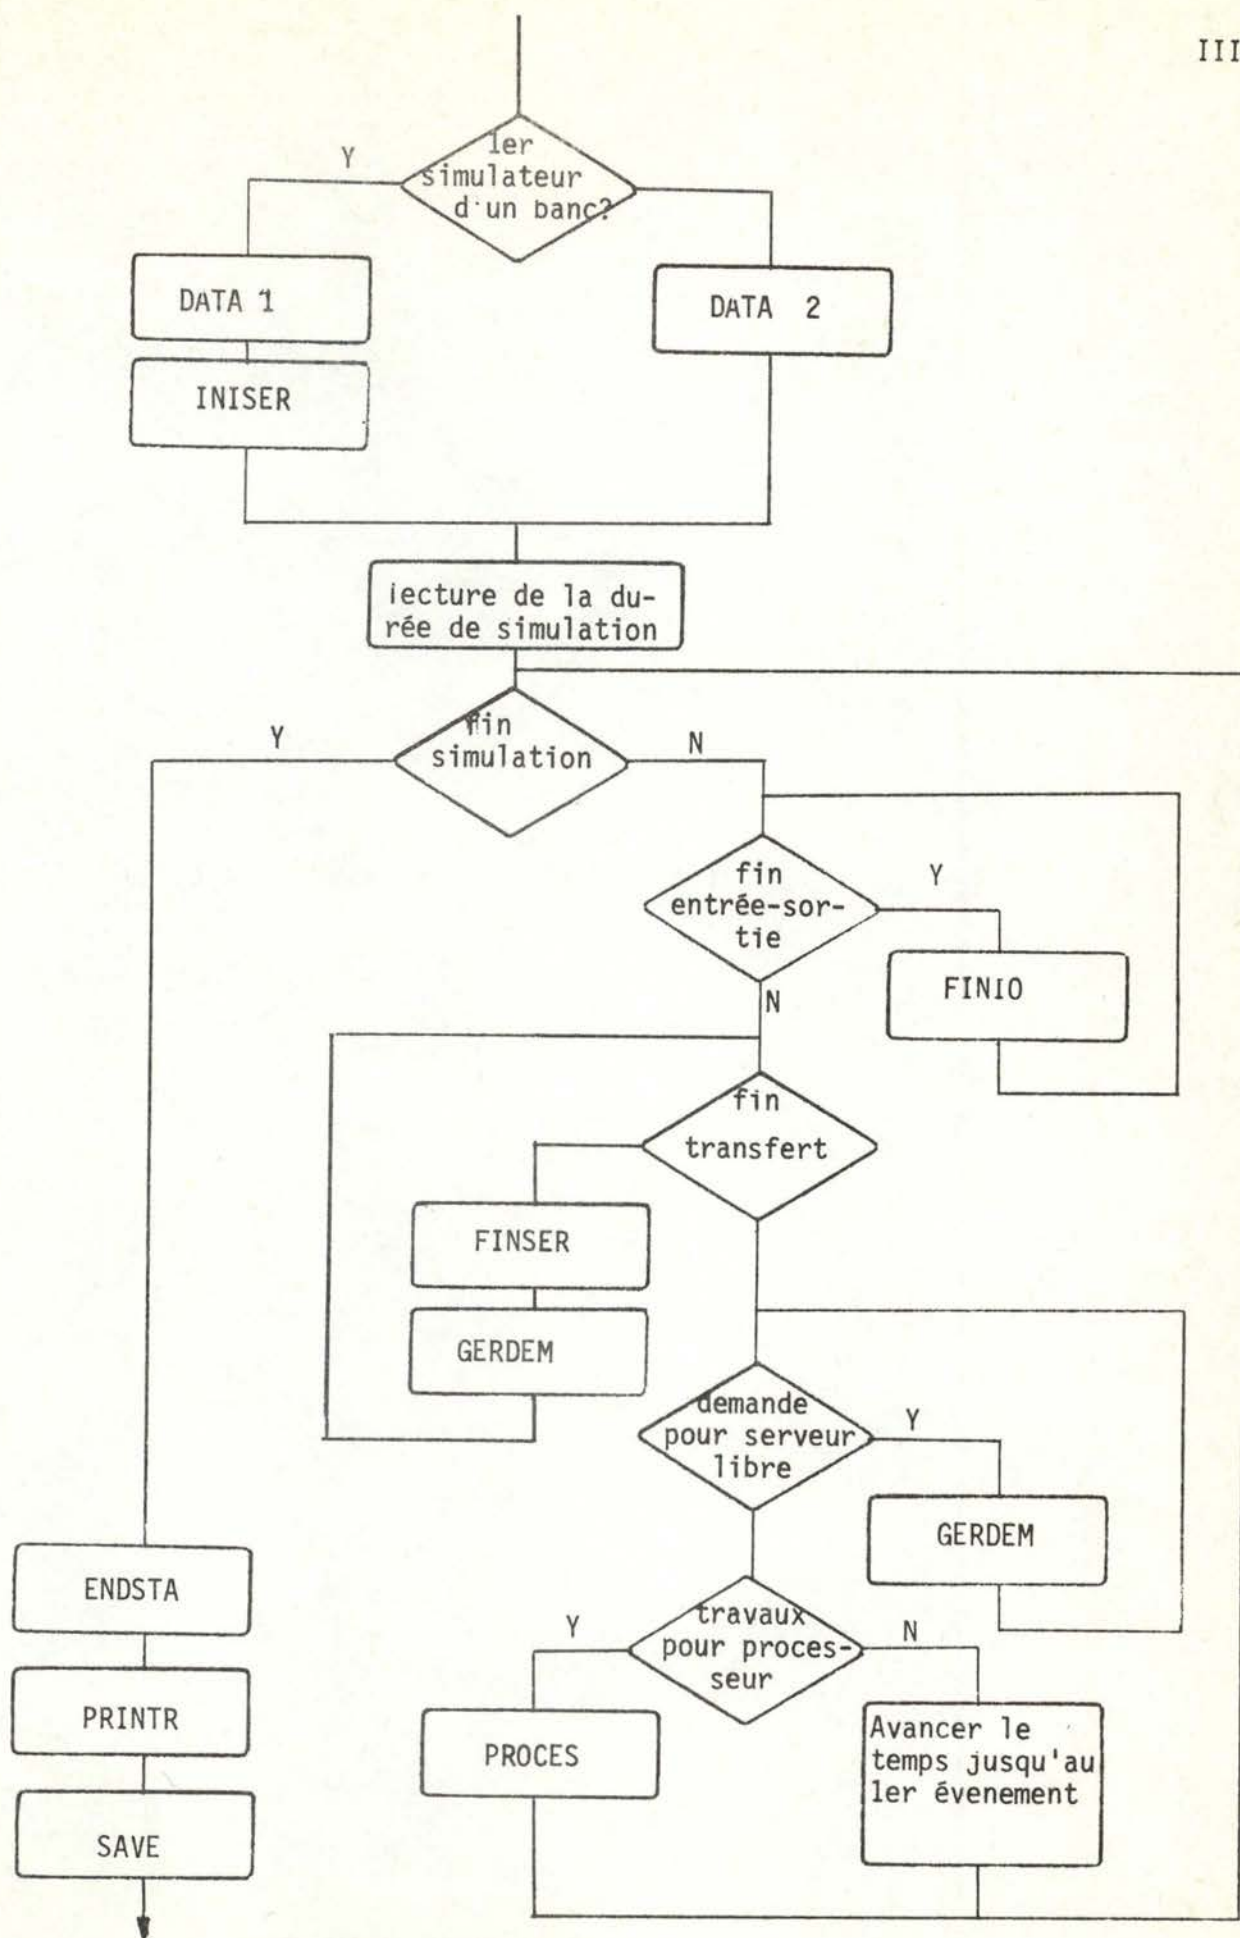 III
1er
simulateur
d'un banc?
Y
DATA 1
DATA 2
INISER
lecture de la du-
rée de simulation
fin
simulation
Y
N
fin
entrée-sor-
tie
Y
FINIO
N
fin
transfert
FINSER
GERDEM
demande
pour serveur
libre
Y
GERDEM
travaux
pour proces-
seur
Y
N
PROCES
Avancer le
temps jusqu'au
1er évenement
ENDSTA
PRINTR
SAVE